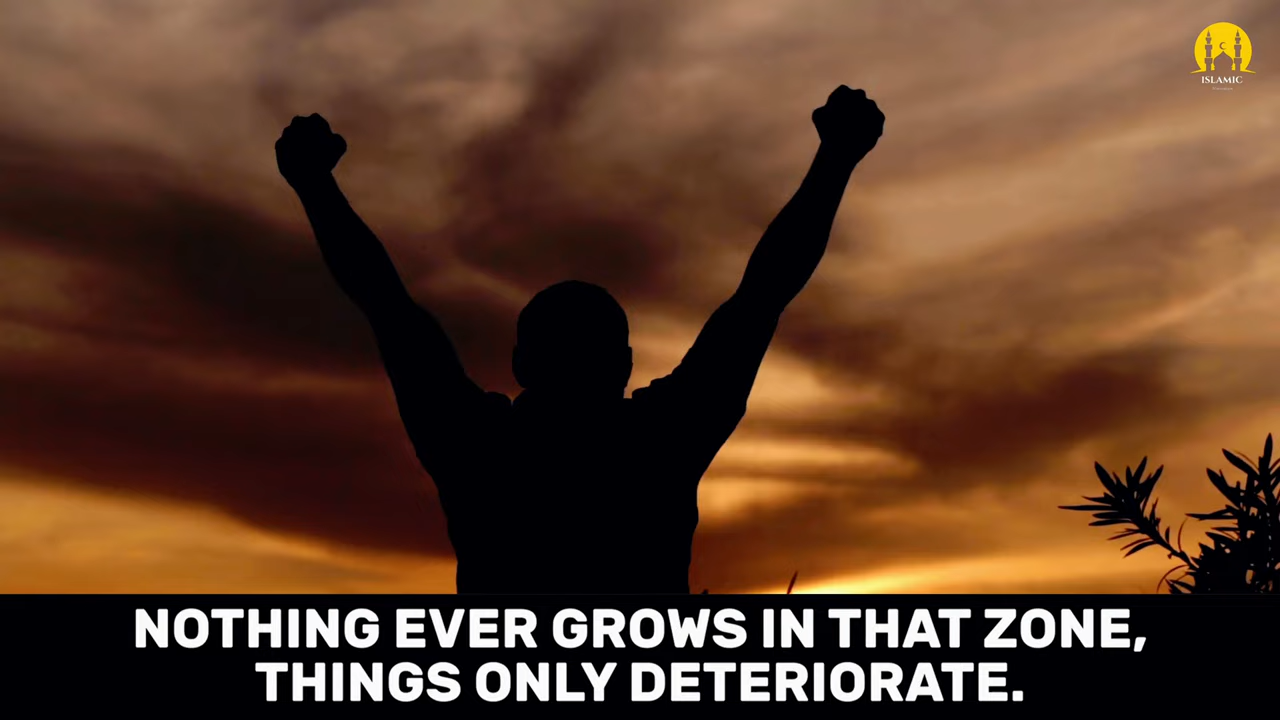 ISLAMIC
NOTHING EVER GROWS IN THAT ZONE,
THINGS ONLY DETERIORATE.